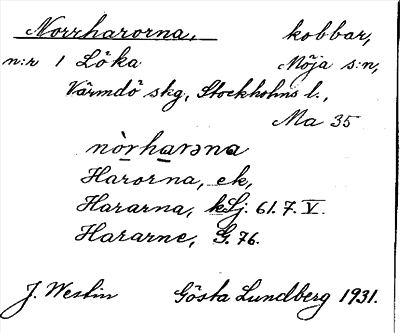 Norrhararna, kobbar,
n:r 1 Löka Möja s:n,
Värmdö skg, Stockholms l.,
Ma 35
nòrharəna
Harorna, ek,
Hararna, kLj. 61.7. V.
Hararne, G. 76.
J. Westin Gösta Lundberg 1931.